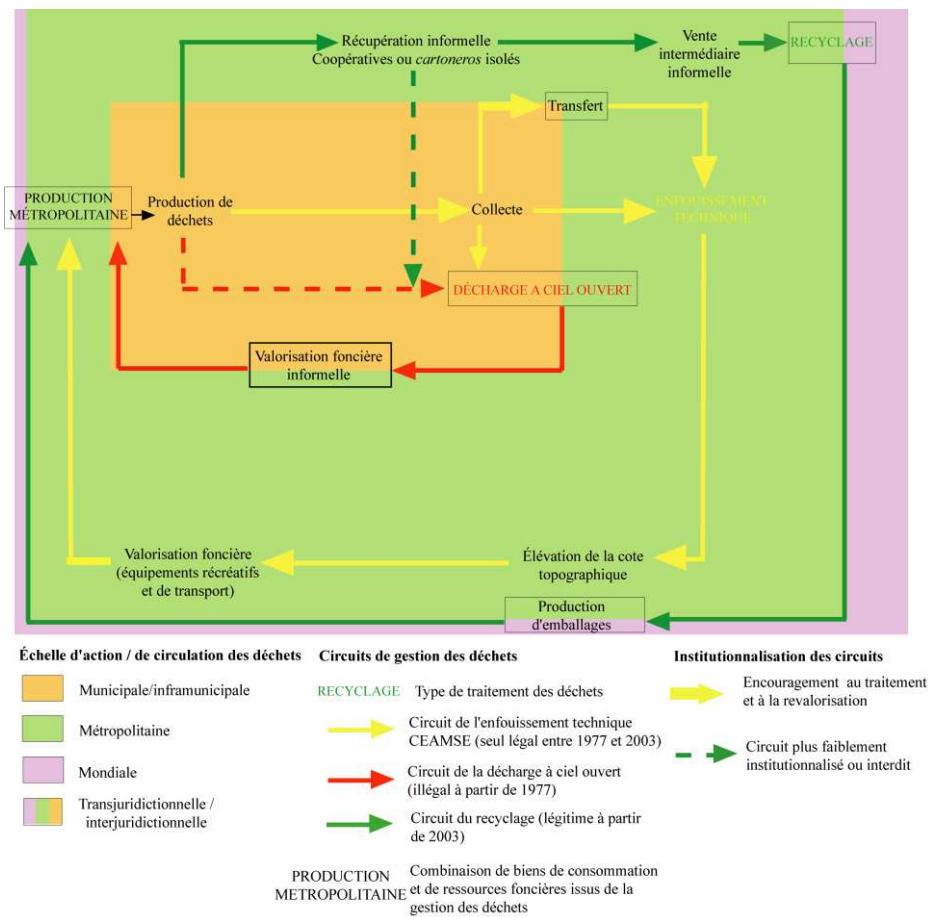 Récupération informelle
Coopératives ou cartoneros isolés
Vente
intermédiaire
informelle
RECYCLAGE
Transfert
PRODUCTION
MÉTROPOLITAINE
Production de
déchets
Collecte
ENFOUISSEMENT
TECHNIQUE
DÉCHARGE A CIEL OUVERT
Valorisation foncière
informelle
Valorisation foncière
(équipements récréatifs
et de transport)
Élévation de la cote
topographique
Production
d'emballages
Échelle d'action / de circulation des déchets
Municipale/inframunicipale
Métropolitaine
Mondiale
Transjuridictionnelle /
interjuridictionnelle
Circuits de gestion des déchets
RECYCLAGE
Type de traitement des déchets
Circuit de l'enfouissement technique
CEAMSE (seul légal entre 1977 et 2003)
Circuit de la décharge à ciel ouvert
(illégal à partir de 1977)
Circuit du recyclage (légitime à partir
de 2003)
PRODUCTION
METROPOLITAINE
Combinaison de biens de consommation
et de ressources foncières issus de la
gestion des déchets
Institutionnalisation des circuits
Encouragement au traitement
et à la revalorisation
Circuit plus faiblement
institutionnalisé ou interdit